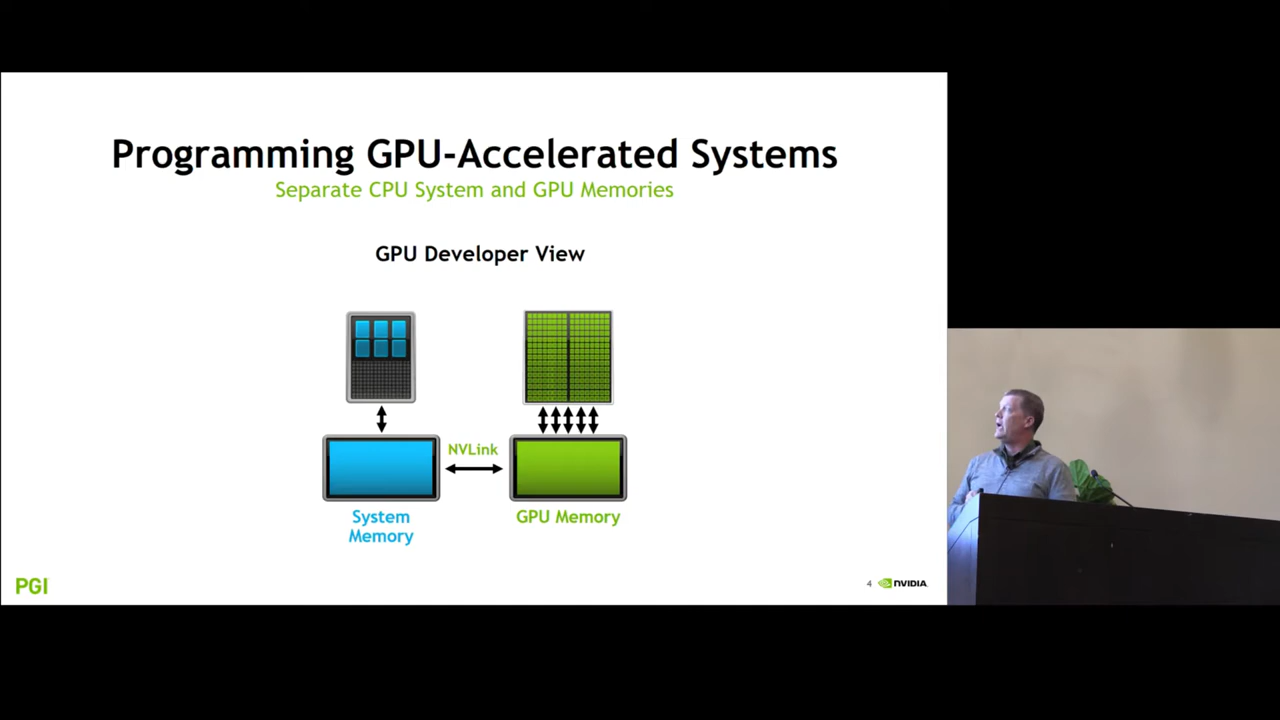 Programming GPU-Accelerated Systems
Separate CPU System and GPU Memories
GPU Developer View
NVLink
System
Memory
GPU Memory
PGI
4 NVIDIA